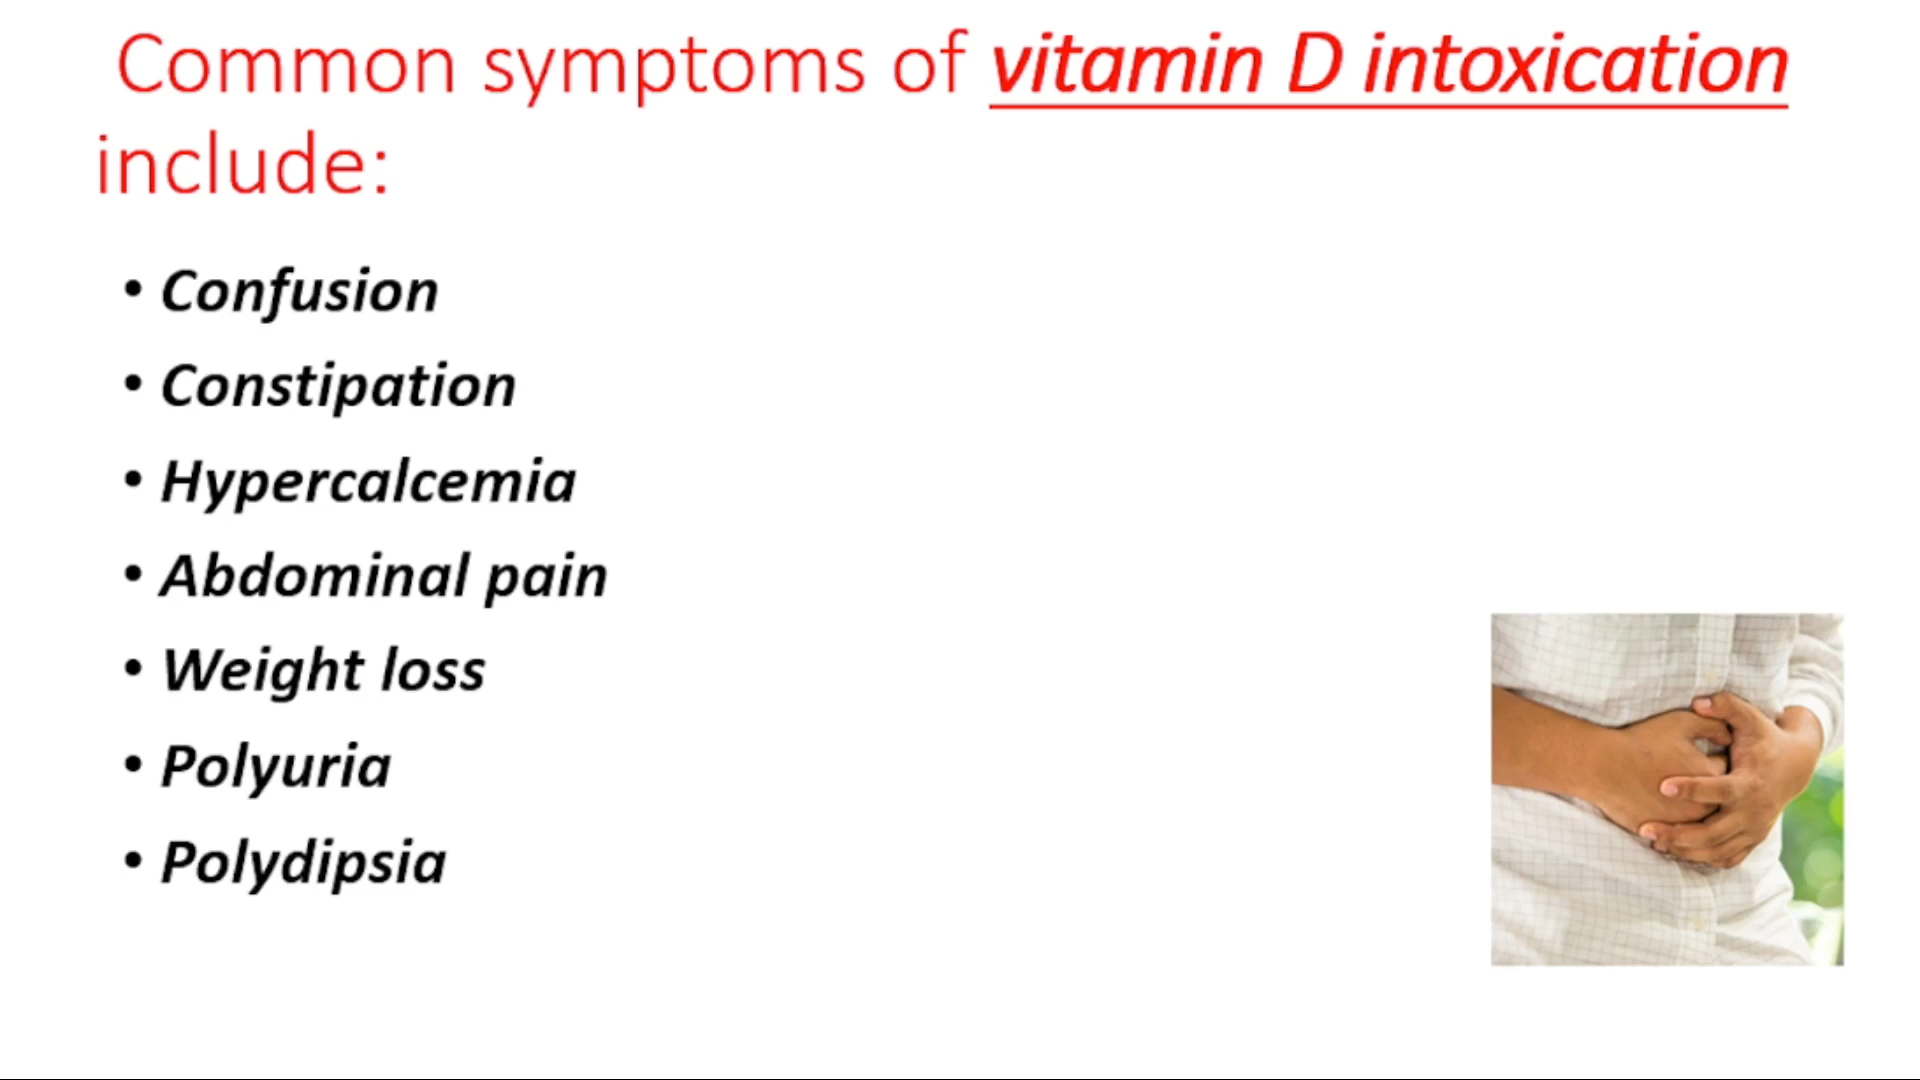 Common symptoms of vitamin D intoxication
include:
• Confusion
• Constipation
• Hypercalcemia
• Abdominal pain
• Weight loss
• Polyuria
• Polydipsia